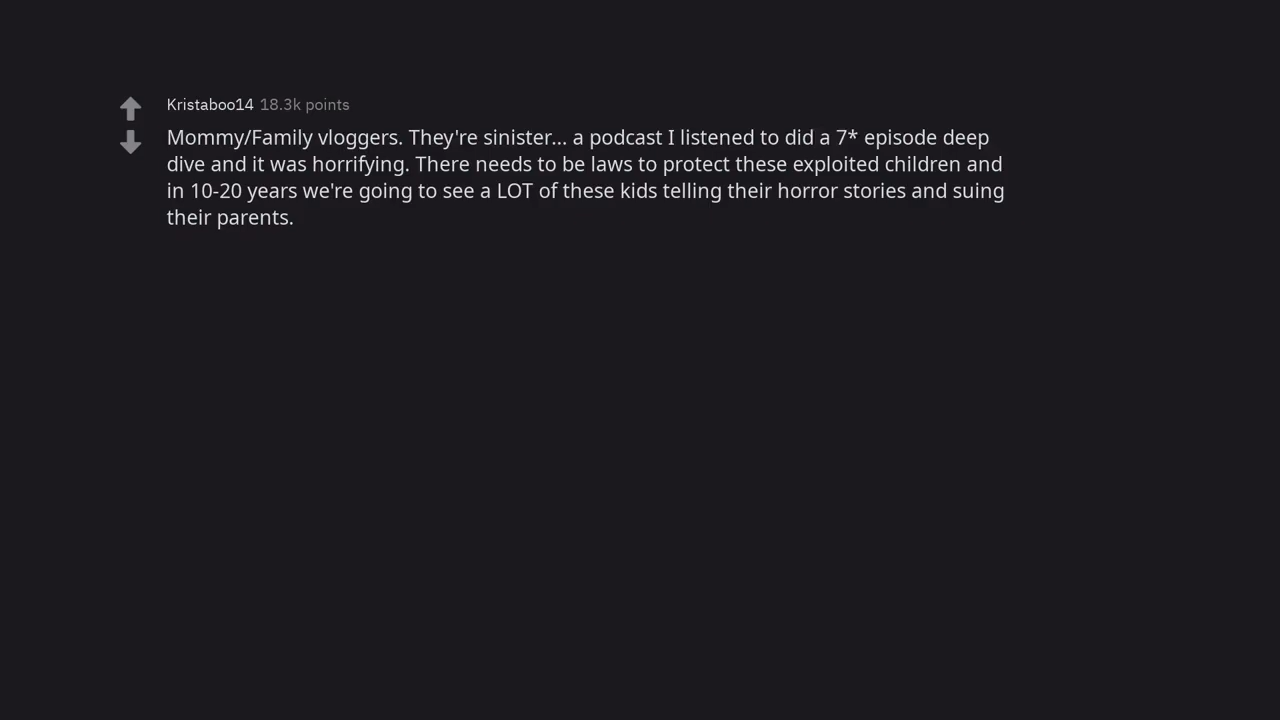 Kristaboo14 18.3k points
Mommy/Family vloggers. They're sinister... a podcast I listened to did a 7* episode deep
dive and it was horrifying. There needs to be laws to protect these exploited children and
in 10-20 years we're going to see a LOT of these kids telling their horror stories and suing
their parents.